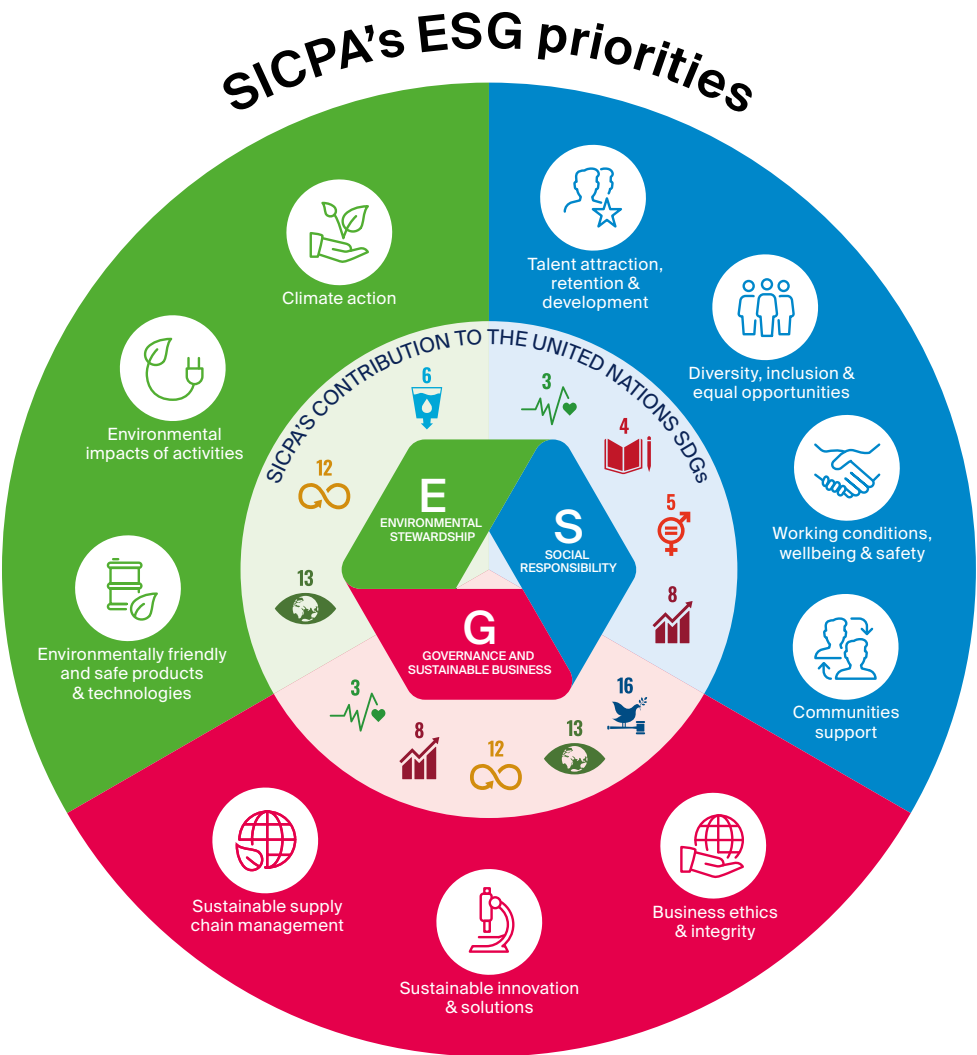 SICPA's ESG priorities
Climate action
Environmental
impacts of activities
Environmentally friendly
and safe products
& technologies
Talent attraction,
retention &
development
Diversity, inclusion &
equal opportunities
Working conditions,
wellbeing & safety
Communities
support
Sustainable supply
chain management
Sustainable innovation
& solutions
Business ethics
& integrity
SICPA'S CONTRIBUTION TO THE UNITED NATIONS SDGs
6
12
13
3
4
5
8
3
8
12
13
16
E
ENVIRONMENTAL
STEWARDSHIP
S
SOCIAL
RESPONSIBILITY
G
GOVERNANCE AND
SUSTAINABLE BUSINESS